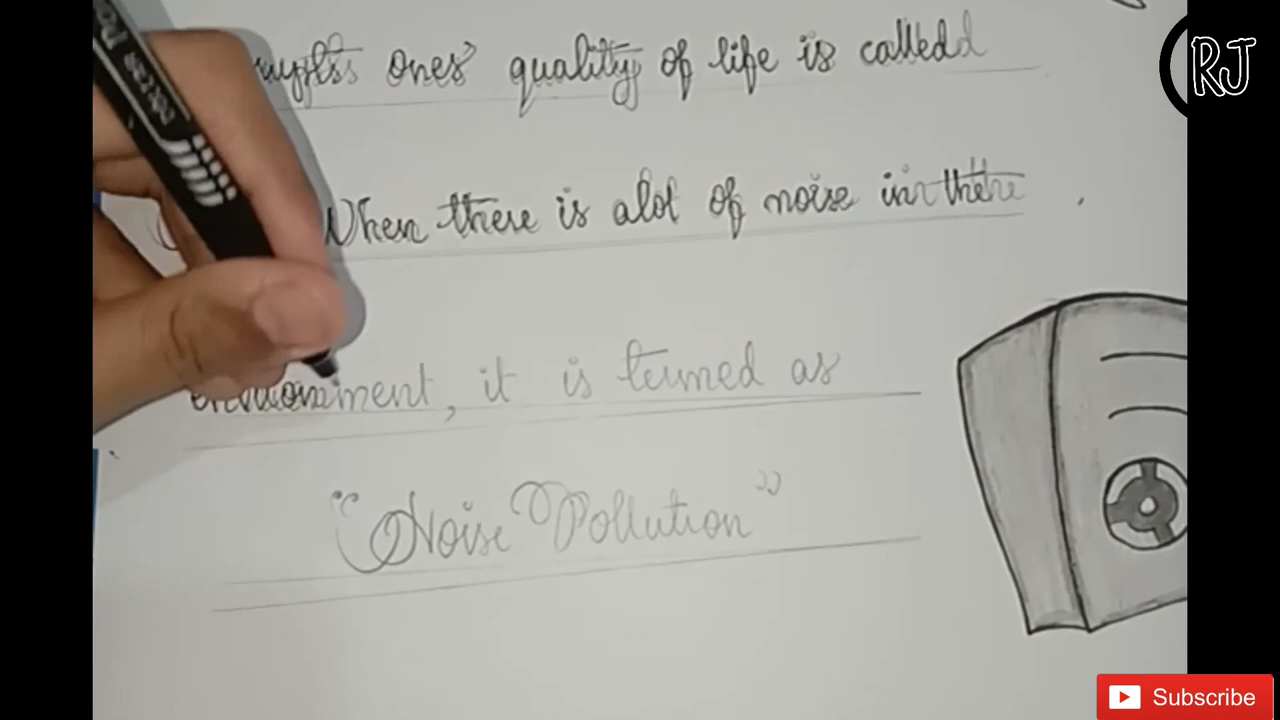 ones' quality of life is called
When there is alot of noise in the
environment, it is termed as
"Noise Pollution"
RJ
Subscribe